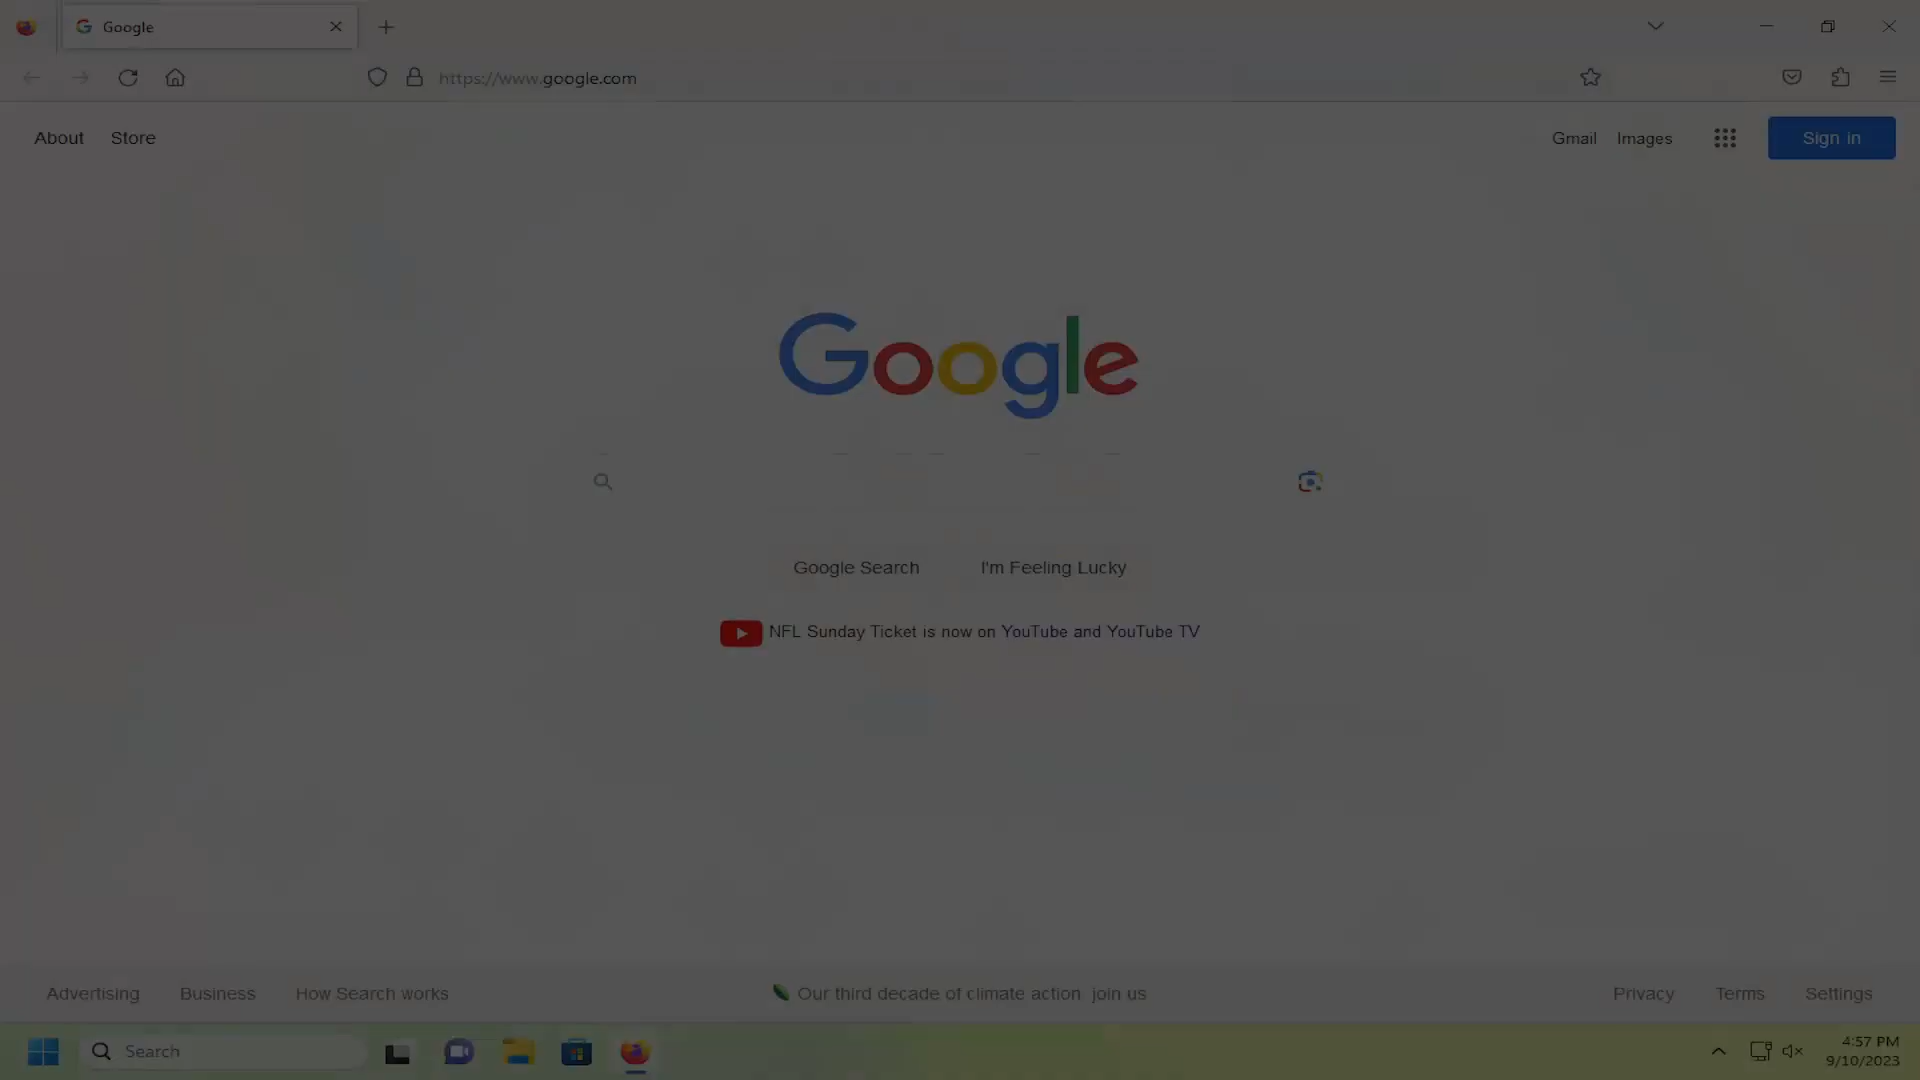 Google
https://www.google.com
About Store
Gmail Images Sign in
Google
Google Search I'm Feeling Lucky
NFL Sunday Ticket is now on YouTube and YouTube TV
Advertising Business How Search works
Our third decade of climate action join us
Privacy Terms Settings
Search
4:57 PM
9/10/2023